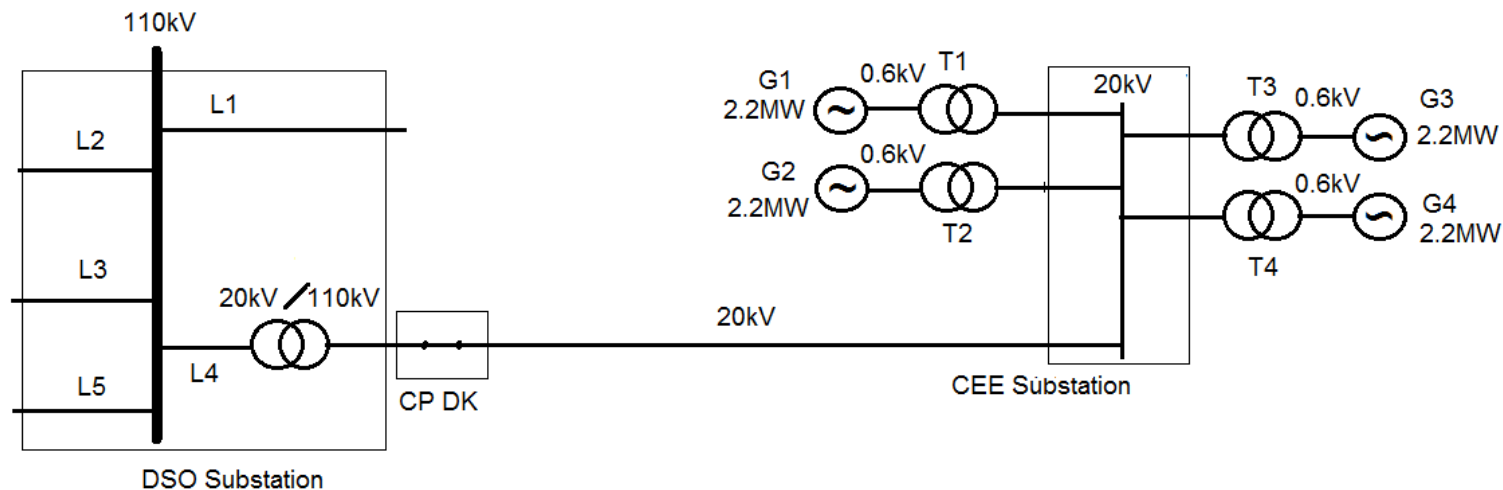 110kV
L1
L2
L3
20kV / 110kV
L4
L5
DSO Substation
CP DK
20kV
G1
2.2MW
0.6kV
T1
G2
2.2MW
0.6kV
T2
20kV
T3
0.6kV
G3
2.2MW
0.6kV
G4
2.2MW
T4
CEE Substation